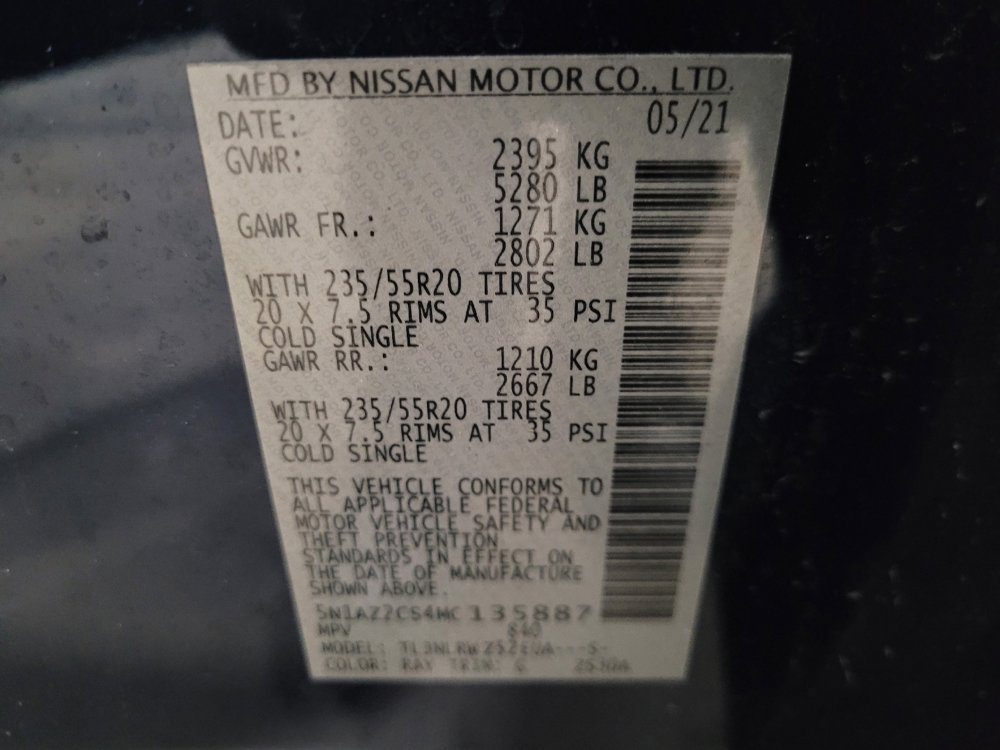 MFD BY NISSAN MOTOR CO., LTD.
DATE: 05/21
GVWR: 2395 KG
5280 LB
GAWR FR.: 1271 KG
2802 LB
WITH 235/55R20 TIRES
20 X 7.5 RIMS AT 35 PSI
COLD SINGLE
GAWR RR.: 1210 KG
2667 LB
WITH 235/55R20 TIRES
20 X 7.5 RIMS AT 35 PSI
COLD SINGLE
THIS VEHICLE CONFORMS TO
ALL APPLICABLE FEDERAL
MOTOR VEHICLE SAFETY AND
THEFT PREVENTION
STANDARDS IN EFFECT ON
THE DATE OF MANUFACTURE
SHOWN ABOVE.
5N1AZ2CS4MC135887
MPV
MODEL:
COLOR: TRIM: G